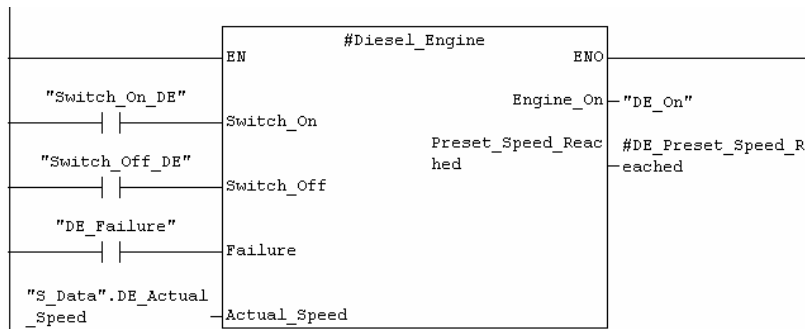 #Diesel_Engine
EN
ENO
"Switch_On_DE"
Switch_On
Engine_On
"DE_On"
"Switch_Off_DE"
Switch_Off
Preset_Speed_Reac
hed
#DE_Preset_Speed_R
eached
"DE_Failure"
Failure
"S_Data".DE_Actual
_Speed
Actual_Speed